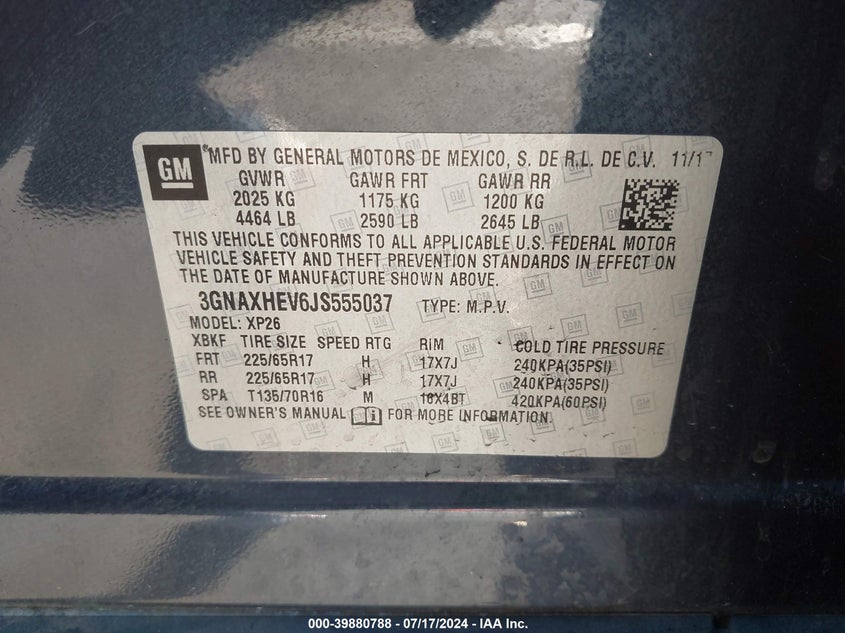 GM ®MFD BY GENERAL MOTORS DE MEXICO, S. DE R.L. DE C.V. 11/17
GVWR GAWR FRT GAWR RR
2025 KG 1175 KG 1200 KG
4464 LB 2590 LB 2645 LB
THIS VEHICLE CONFORMS TO ALL APPLICABLE U.S. FEDERAL MOTOR
VEHICLE SAFETY AND THEFT PREVENTION STANDARDS IN EFFECT ON
THE DATE OF MANUFACTURE SHOWN ABOVE.
3GNAXHEV6JS555037 TYPE: M.P.V.
MODEL: XP26
XBKF TIRE SIZE SPEED RTG RIM COLD TIRE PRESSURE
FRT 225/65R17 H 17X7J 240KPA(35PSI)
RR 225/65R17 H 17X7J 240KPA(35PSI)
SPA T135/70R16 M 16X4BT 420KPA(60PSI)
SEE OWNER'S MANUAL FOR MORE INFORMATION.
000-39880788 - 07/17/2024 - IAA Inc.